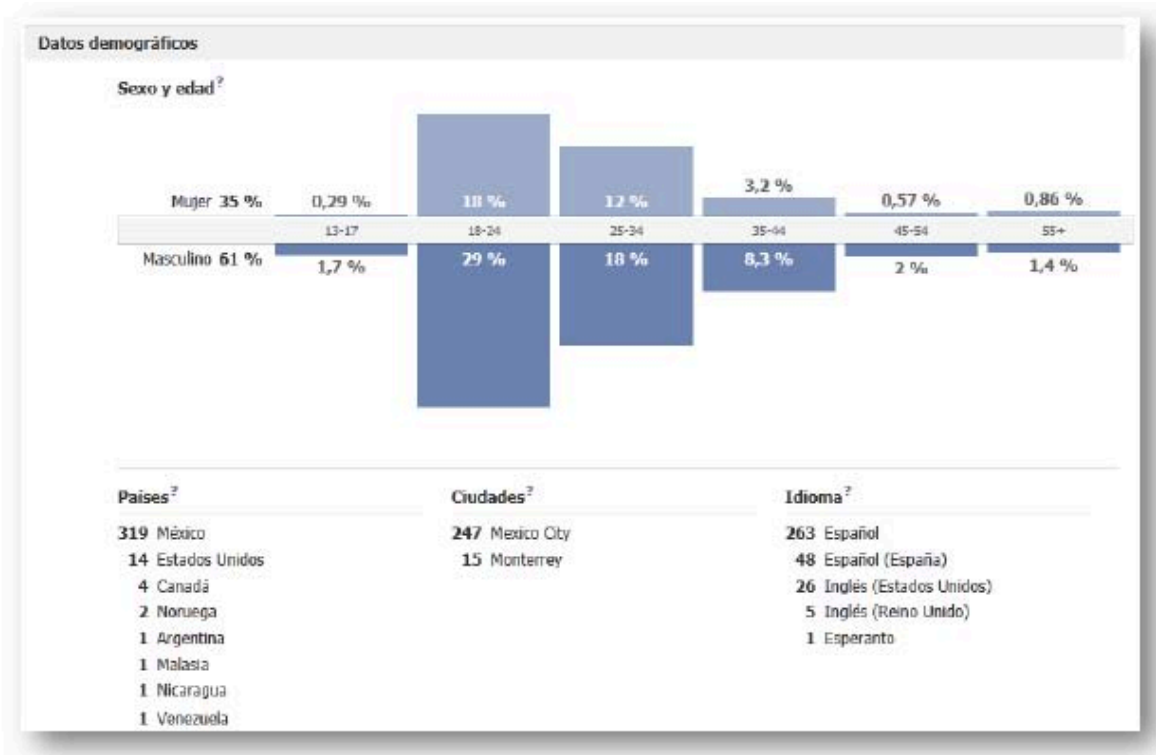 Datos demográficos
Sexo y edad?
Mujer 35 % 0,29 % 18 % 12 % 3,2 % 0,57 % 0,86 %
13-17 18-24 25-34 35-44 45-54 55+
Masculino 61 % 1,7 % 29 % 18 % 8,3 % 2 % 1,4 %
Países? Ciudades? Idioma?
319 México 247 Mexico City 263 Español
14 Estados Unidos 15 Monterrey 48 Español (España)
4 Canadá 26 Inglés (Estados Unidos)
2 Noruega 5 Inglés (Reino Unido)
1 Argentina 1 Esperanto
1 Malasia
1 Nicaragua
1 Venezuela